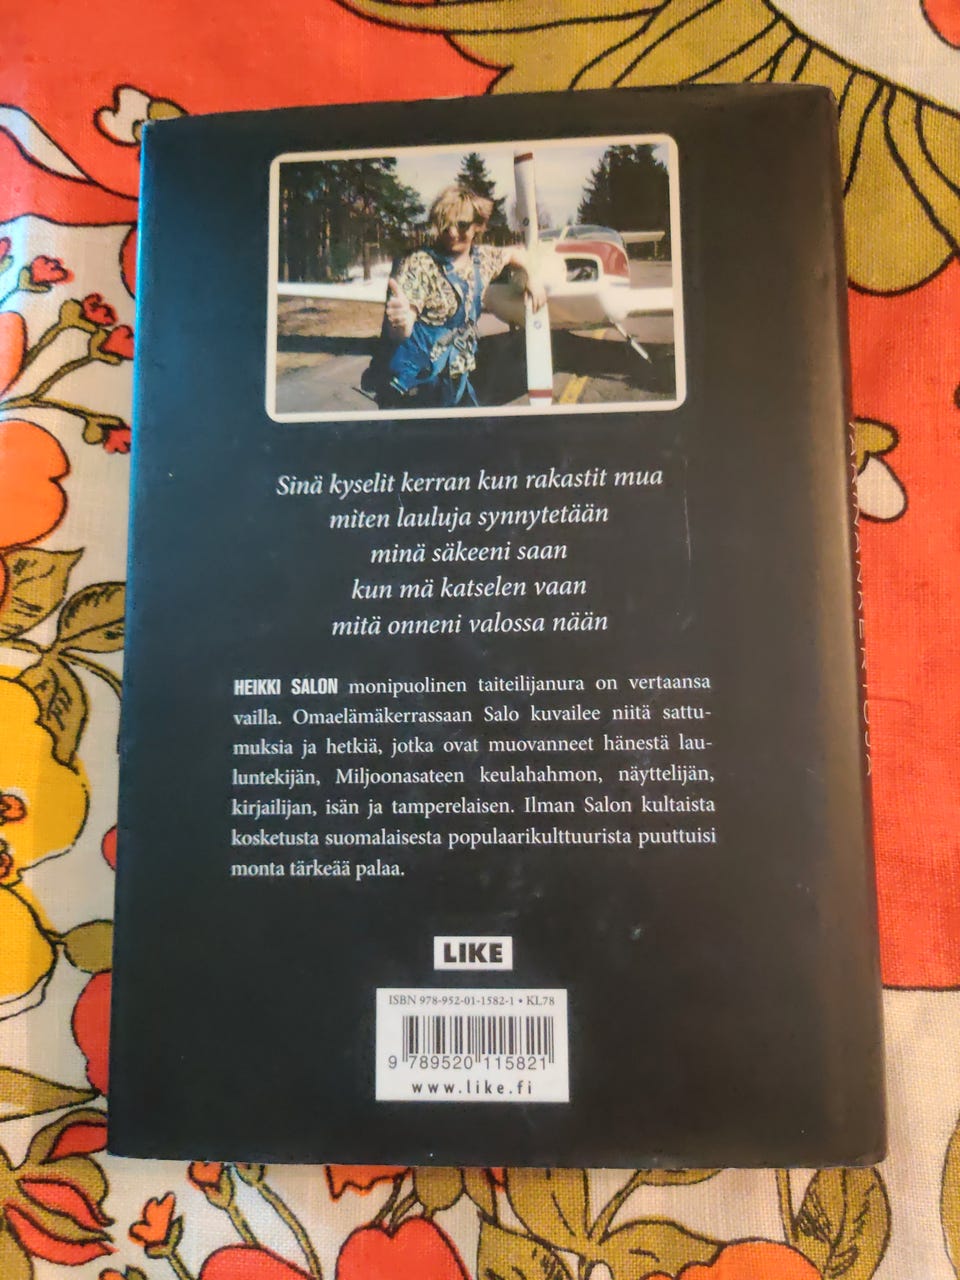 Sinä kyselit kerran kun rakastit mua
miten lauluja synnytetään
minä säkeeni saan
kun mä katselen vaan
mitä onneni valossa nään
HEIKKI SALON monipuolinen taiteilijanura on vertaansa
vailla. Omaelämäkerrassaan Salo kuvailee niitä sattu-
muksia ja hetkiä, jotka ovat muovanneet hänestä lau-
luntekijän, Miljoonasateen keulahahmon, näyttelijän,
kirjailijan, isän ja tamperelaisen. Ilman Salon kultaista
kosketusta suomalaisesta populaarikulttuurista puuttuisi
monta tärkeää palaa.
LIKE
ISBN 978-952-01-1582-1 • KL78
9 789520 115821
www.like.fi